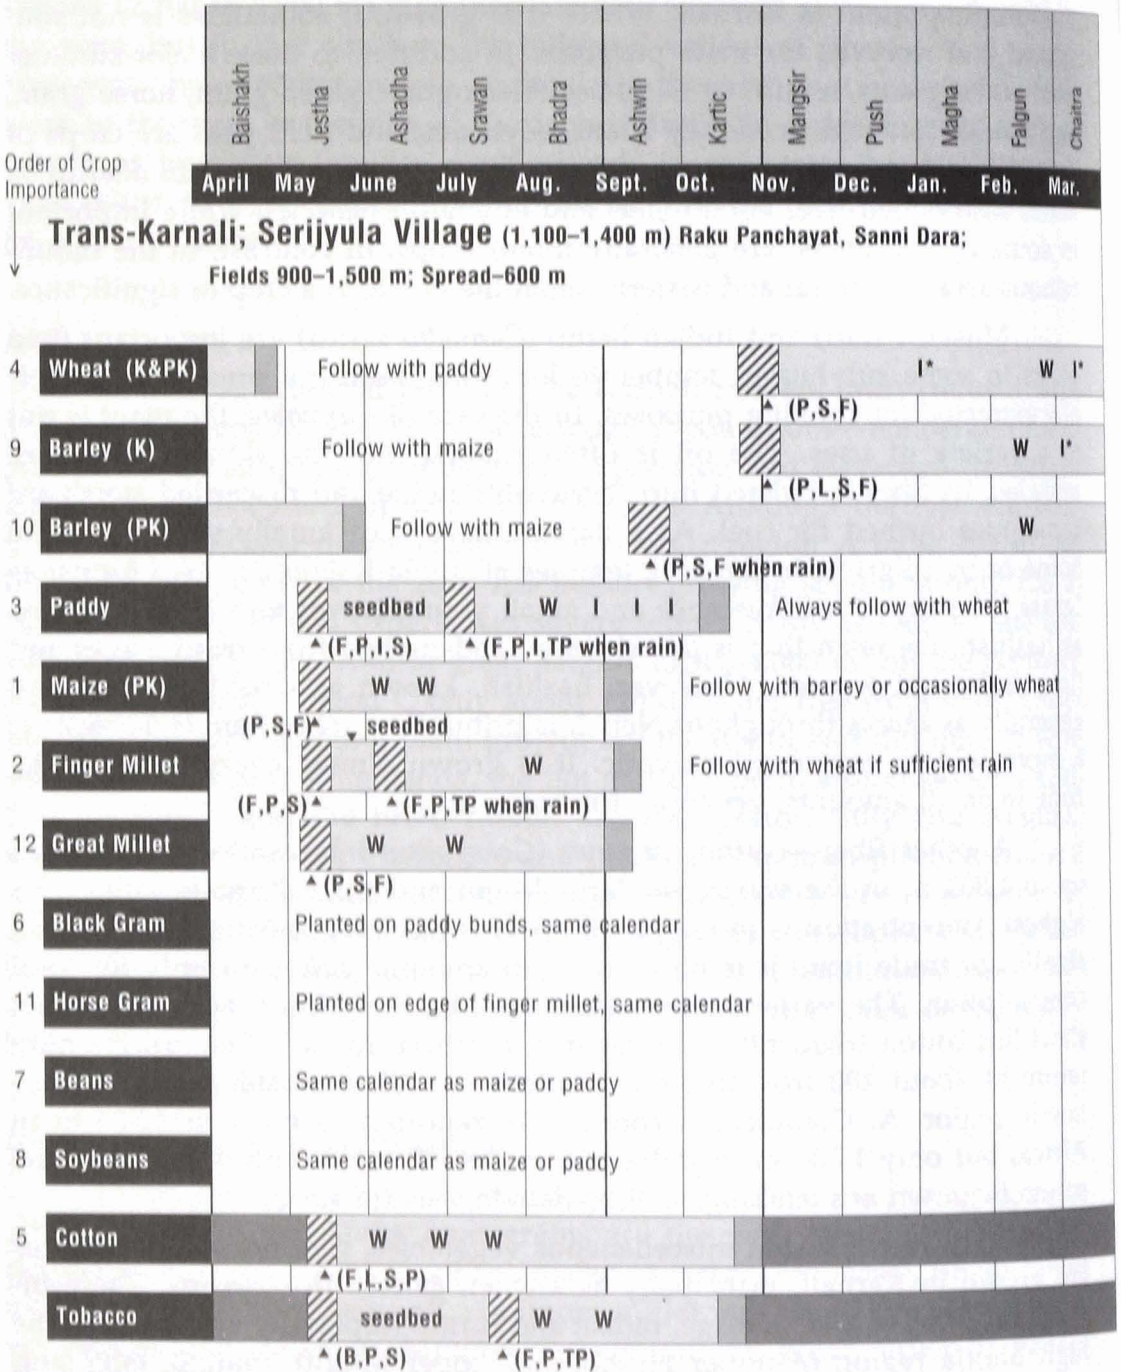 Baishakh Jestha Ashadha Srawan Bhadra Ashwin Kartic Mangsir Push Magha Falgun Chaitra
Order of Crop
Importance
April May June July Aug. Sept. Oct. Nov. Dec. Jan. Feb. Mar.
Trans-Karnali; Serijyula Village (1,100–1,400 m) Raku Panchayat, Sanni Dara;
Fields 900–1,500 m; Spread–600 m
4 Wheat (K&PK) Follow with paddy I* W I*
(P,S,F)
9 Barley (K) Follow with maize W I*
(P,L,S,F)
10 Barley (PK) Follow with maize W
(P,S,F when rain)
3 Paddy seedbed I W I I I Always follow with wheat
(F,P,I,S) (F,P,I,TP when rain)
1 Maize (PK) W W Follow with barley or occasionally wheat
(P,S,F) seedbed
2 Finger Millet W Follow with wheat if sufficient rain
(F,P,S) (F,P,TP when rain)
12 Great Millet W W
(P,S,F)
6 Black Gram Planted on paddy bunds, same calendar
11 Horse Gram Planted on edge of finger millet, same calendar
7 Beans Same calendar as maize or paddy
8 Soybeans Same calendar as maize or paddy
5 Cotton W W W
(F,L,S,P)
Tobacco seedbed W W
(B,P,S) (F,P,TP)